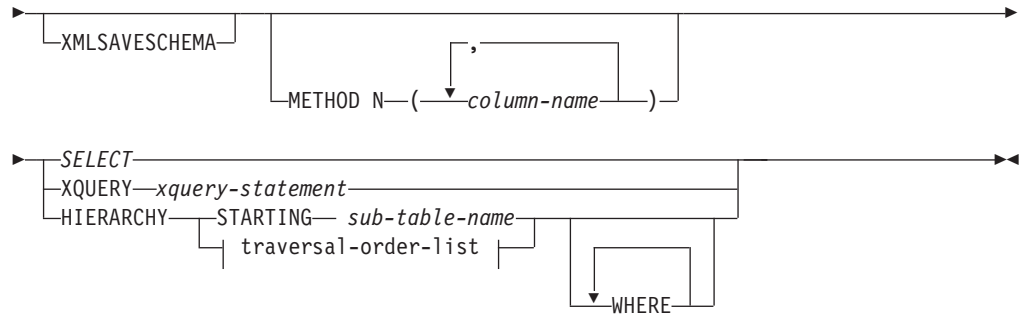 XMLSAVESCHEMA
,
METHOD N ( column-name )
SELECT
XQUERY xquery-statement
HIERARCHY STARTING sub-table-name
traversal-order-list
WHERE